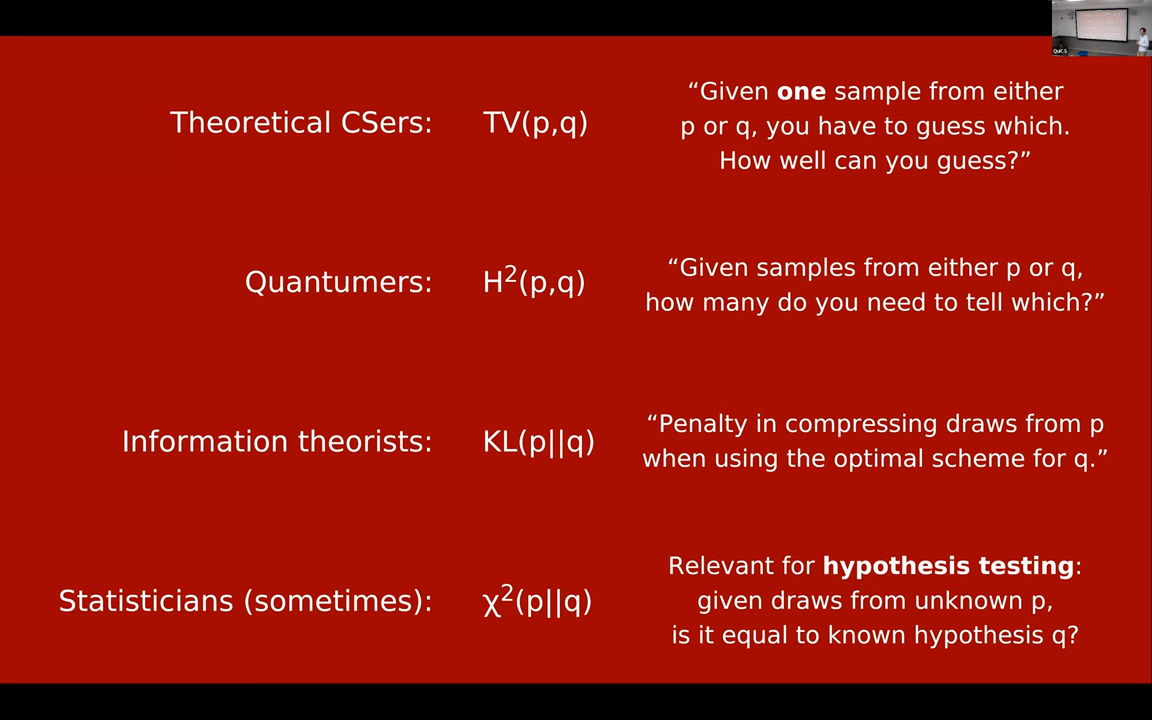 Theoretical CSers: TV(p,q) “Given one sample from either
p or q, you have to guess which.
How well can you guess?”
Quantumers: H²(p,q) “Given samples from either p or q,
how many do you need to tell which?”
Information theorists: KL(p||q) “Penalty in compressing draws from p
when using the optimal scheme for q.”
Statisticians (sometimes): χ²(p||q) Relevant for hypothesis testing:
given draws from unknown p,
is it equal to known hypothesis q?